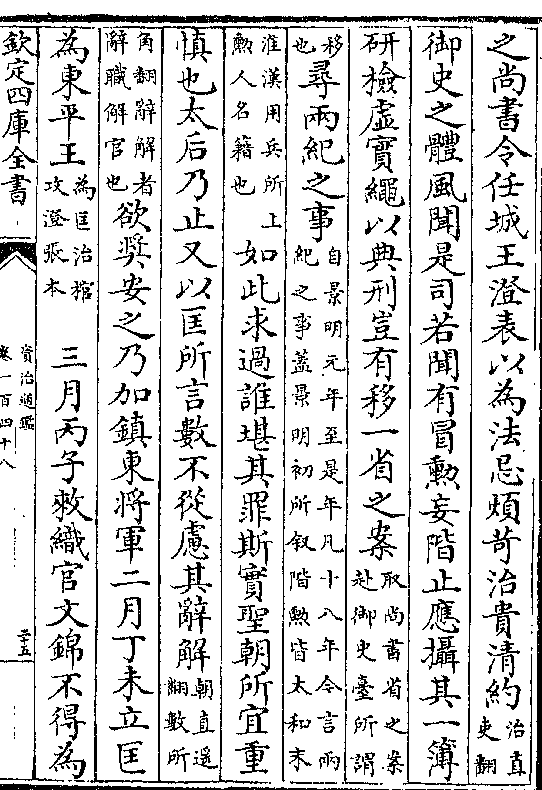 之尚書令任城王澄表以為法忌煩苛治貴清約治直吏翻
御史之體風聞是司若聞有冒勲妄階止應攝其一簿
研檢虛實繩以典刑豈有移一省之案取尚書省之案赴御史臺所謂
移也尋兩紀之事自景明元年至是年凡十八年今言兩紀之事葢景明初所叙階勲皆太和末
淮漢用兵所上勲人名籍也如此求過誰堪其罪斯實聖朝所宜重
慎也太后乃止又以匡所言數不從慮其辭解朝直遥翻數所
角翻辭解者辭職解官也欲奬安之乃加鎮東將軍二月丁未立匡
為東平王為匡治棺攻澄張本三月丙子敕織官文錦不得為
欽定四庫全書
資治通鑑
卷一百四十八
三五